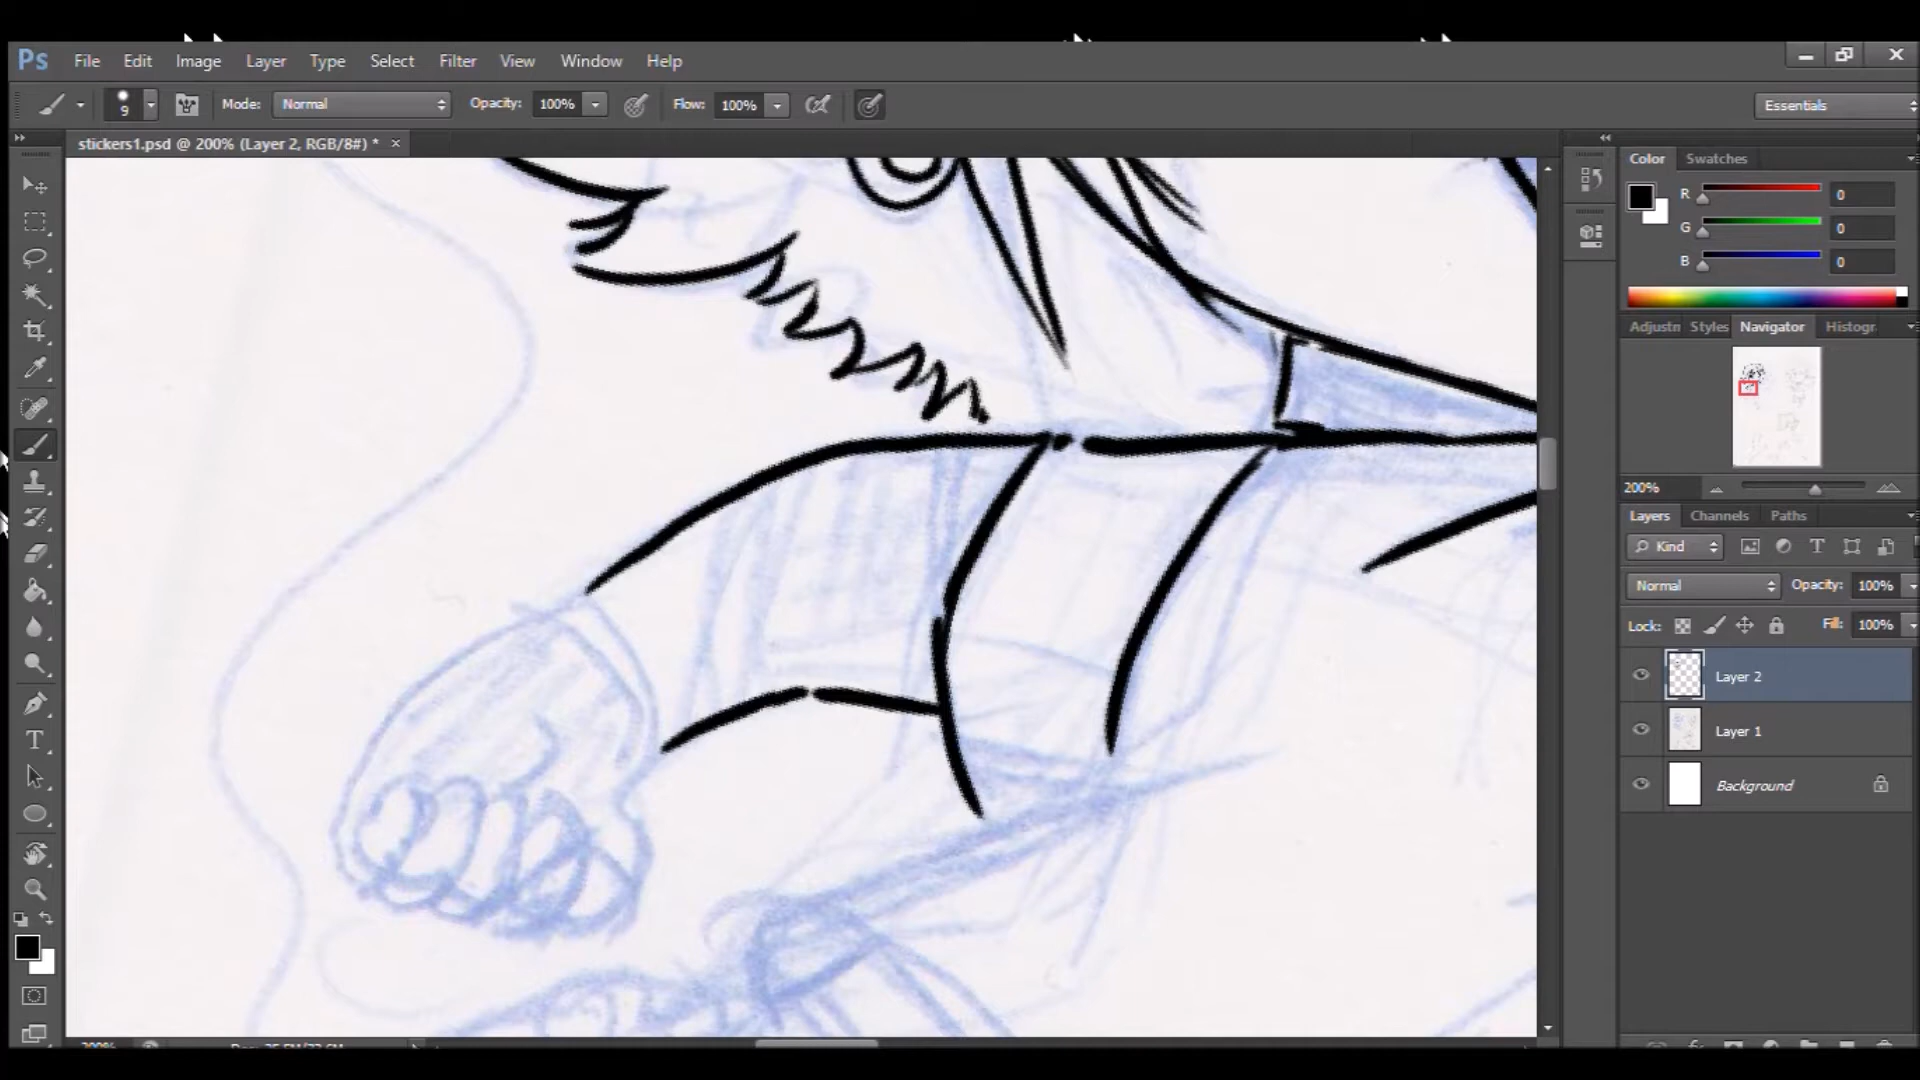 Ps File Edit Image Layer Type Select Filter View Window Help
9 Mode: Normal Opacity: 100% Flow: 100% Essentials
stickers1.psd @ 200% (Layer 2, RGB/8#) * ×
Color Swatches
R 0
G 0
B 0
Adjustn Styles Navigator Histogr
200%
Layers Channels Paths
Kind T
Normal Opacity: 100%
Lock: Fill: 100%
Layer 2
Layer 1
Background
T